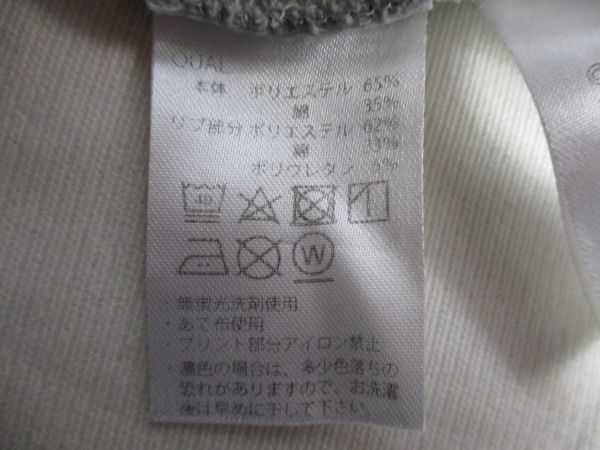 QUAL
本体 ポリエステル 65%
綿 35%
リブ部分 ポリエステル 62%
綿 33%
ポリウレタン 5%
40
W
・無蛍光洗剤使用
・あて布使用
・プリント部分アイロン禁止
・濃色の場合は、多少色落ちの
恐れがありますので、お洗濯
後は早めに干して下さい。
©